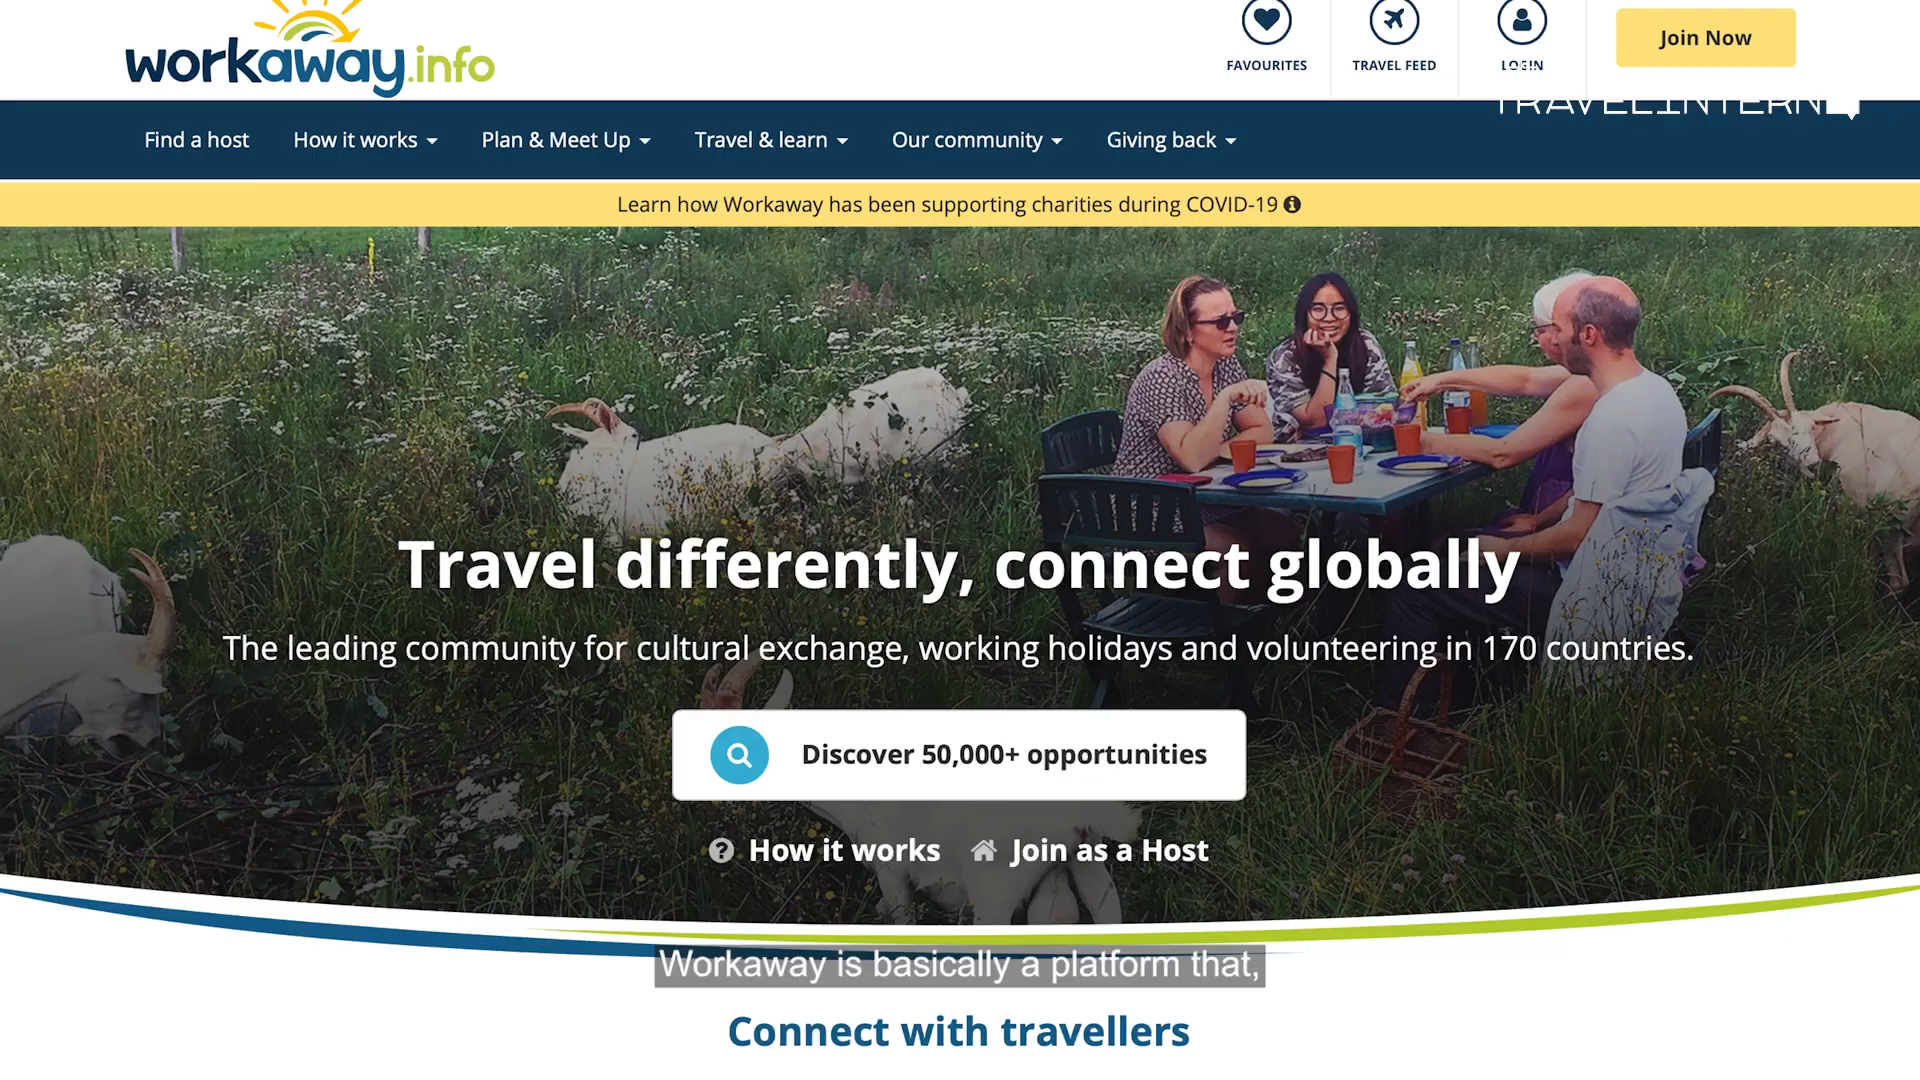 workaway.info
FAVOURITES
TRAVEL FEED
LOGIN
Join Now
TRAVELINTERN
Find a host
How it works
Plan & Meet Up
Travel & learn
Our community
Giving back
Learn how Workaway has been supporting charities during COVID-19
Travel differently, connect globally
The leading community for cultural exchange, working holidays and volunteering in 170 countries.
Discover 50,000+ opportunities
How it works
Join as a Host
Workaway is basically a platform that,
Connect with travellers